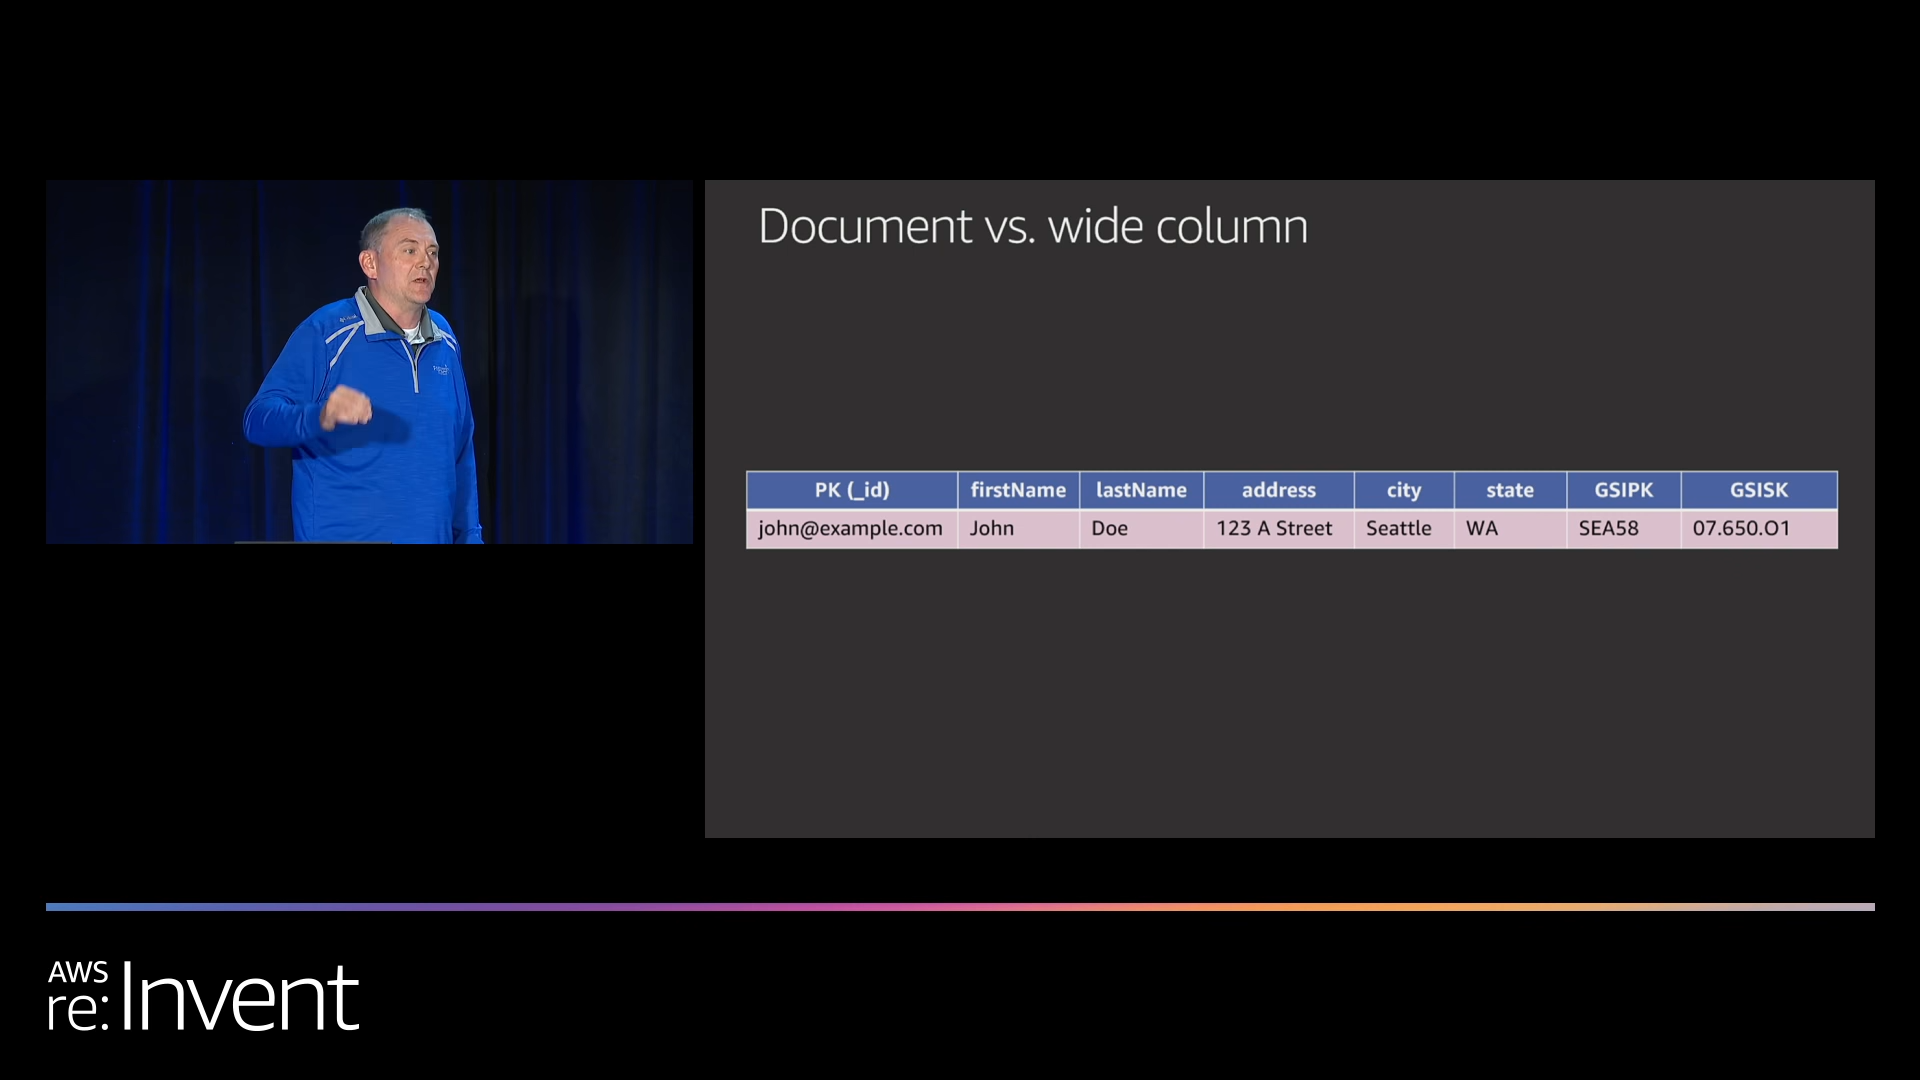 Document vs. wide column
PK (_id) firstName lastName address city state GSIPK GSISK
john@example.com John Doe 123 A Street Seattle WA SEA58 07.650.O1
AWS
re:Invent